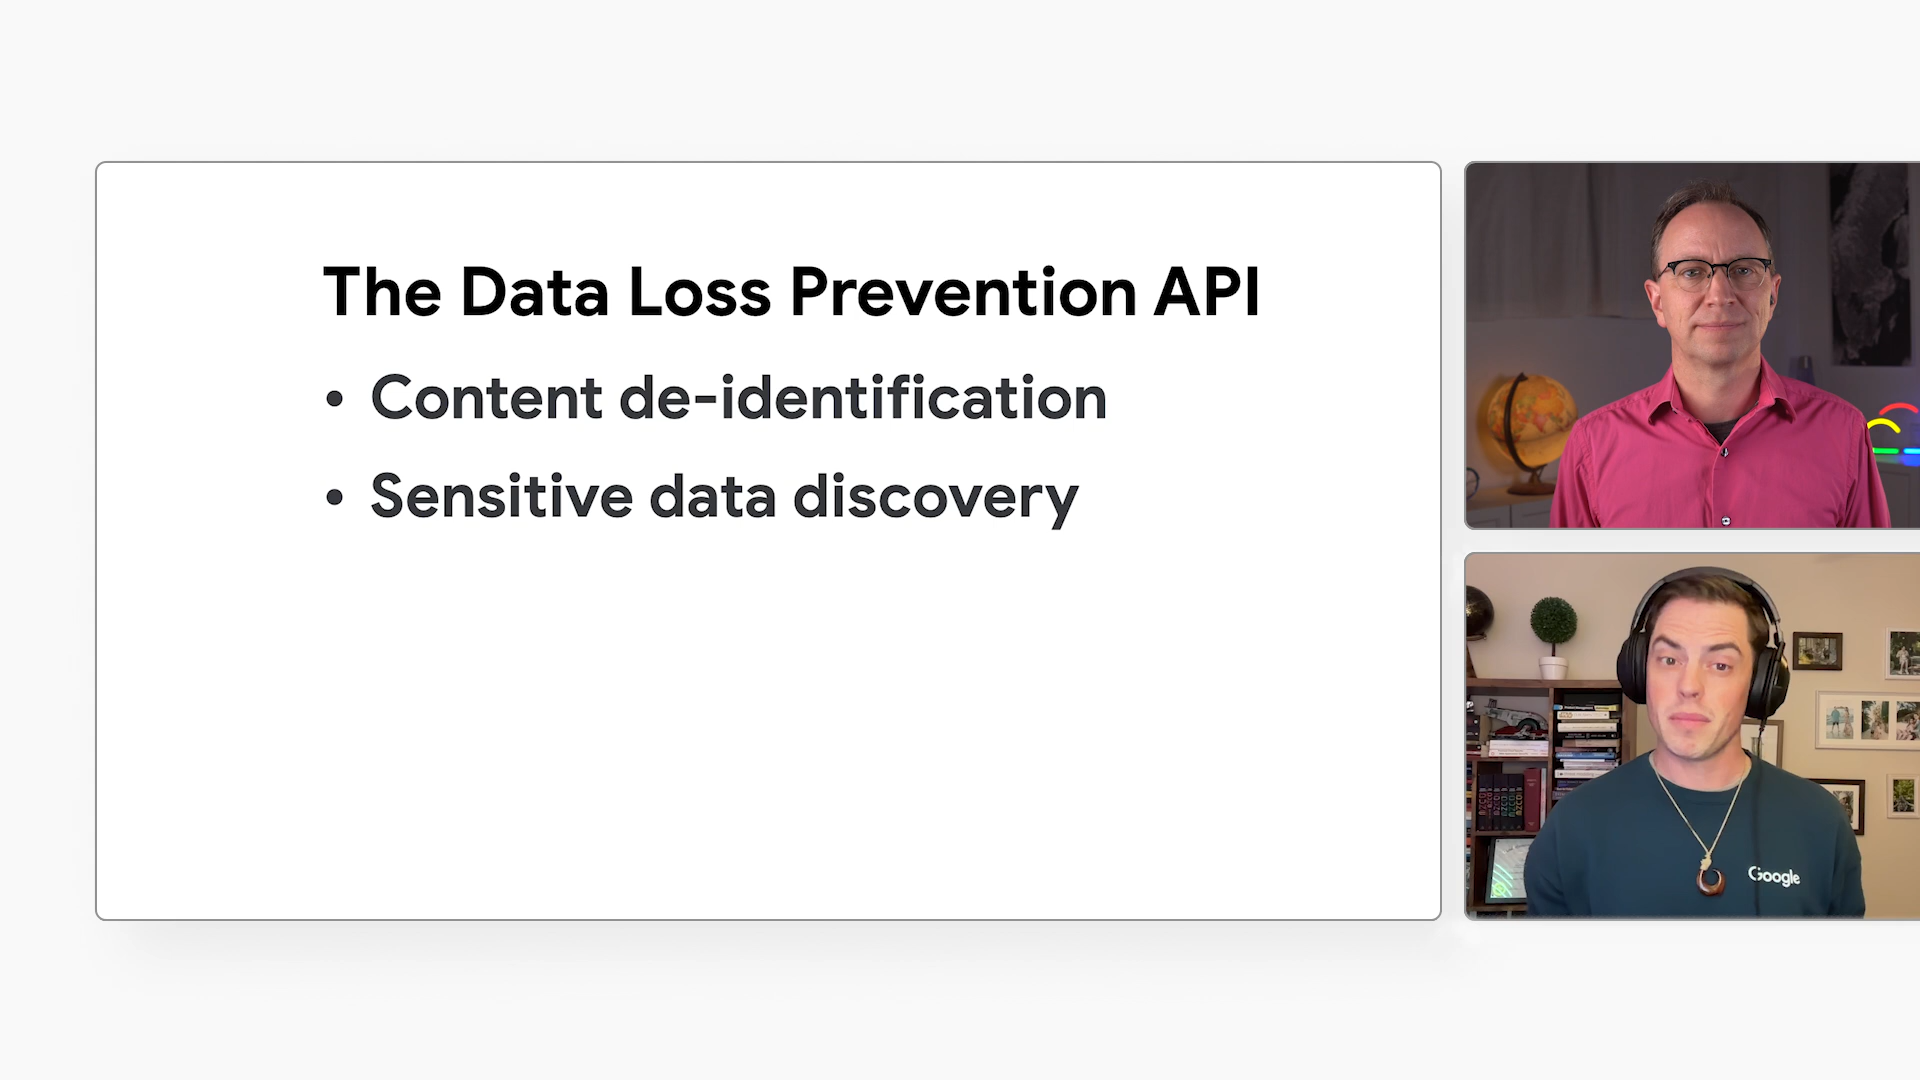 The Data Loss Prevention API
• Content de-identification
• Sensitive data discovery
Google